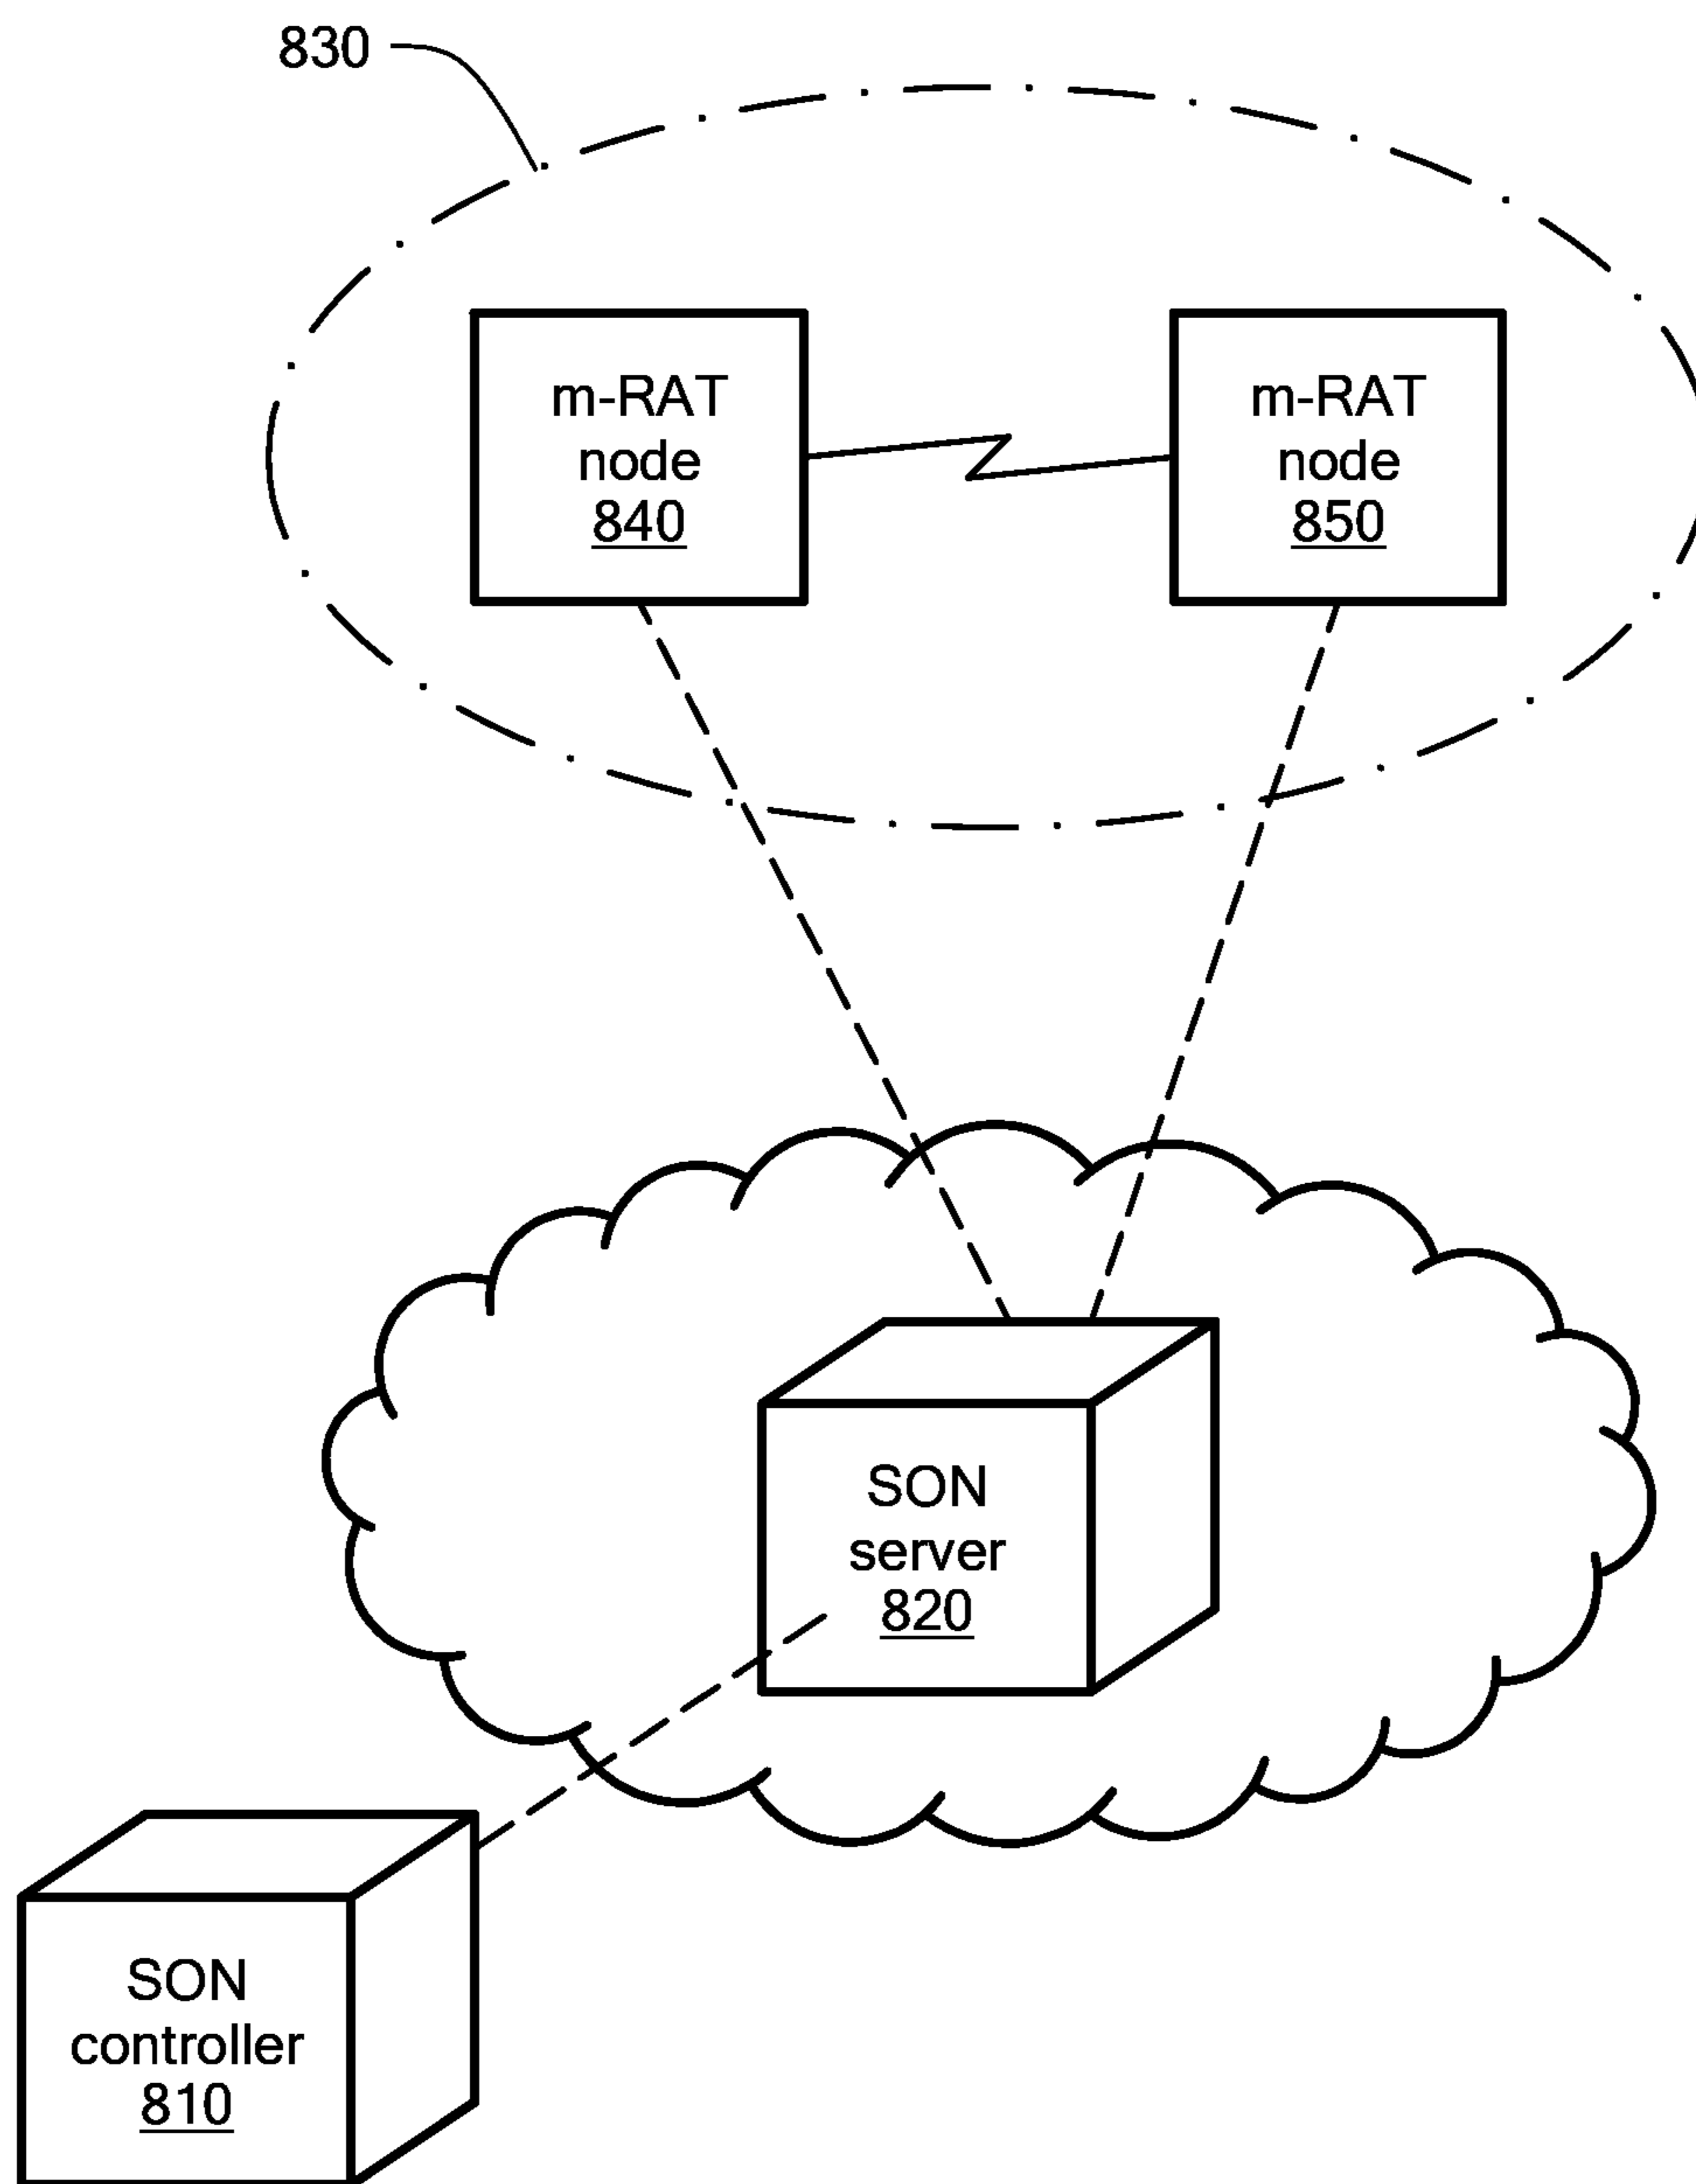 830
m-RAT
node
840
m-RAT
node
850
SON
server
820
SON
controller
810